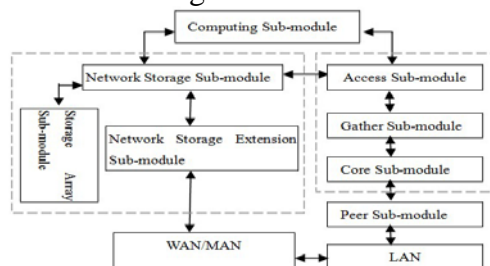 Computing Sub-module
Network Storage Sub-module
Access Sub-module
Storage Array
Sub-module
Network Storage Extension
Sub-module
Gather Sub-module
Core Sub-module
Peer Sub-module
WAN/MAN
LAN